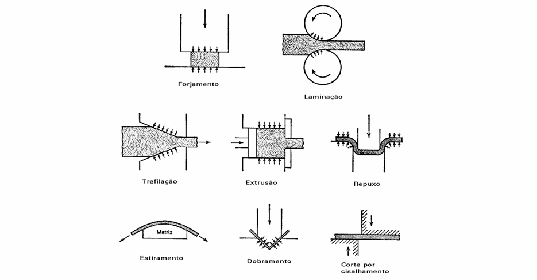 Forjamento
Laminação
Trefilação
Extrusão
Repuxo
Matriz
Estiramento
Dobramento
Corte por
cisalhamento